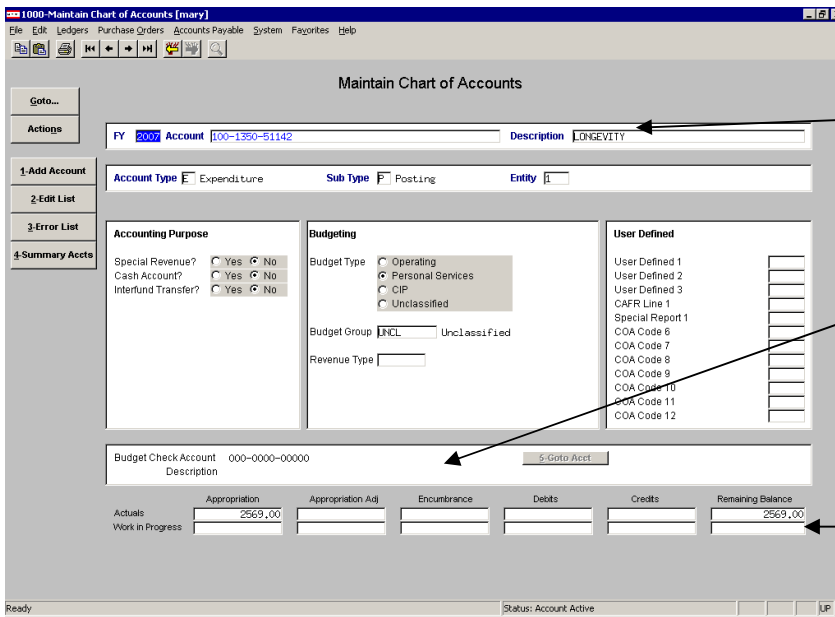 1000-Maintain Chart of Accounts [mary]
File Edit Ledgers Purchase Orders Accounts Payable System Favorites Help
Maintain Chart of Accounts
Goto...
Actions
FY 2007 Account 100-1350-51142 Description LONGEVITY
1-Add Account
2-Edit List
3-Error List
4-Summary Accts
Account Type E Expenditure Sub Type P Posting Entity 1
Accounting Purpose
Special Revenue? Yes No
Cash Account? Yes No
Interfund Transfer? Yes No
Budgeting
Budget Type Operating
Personal Services
CIP
Unclassified
Budget Group UNCL Unclassified
Revenue Type
User Defined
User Defined 1
User Defined 2
User Defined 3
CAFR Line 1
Special Report 1
COA Code 6
COA Code 7
COA Code 8
COA Code 9
COA Code 10
COA Code 11
COA Code 12
Budget Check Account 000-0000-00000 5-Goto Acct
Description
Appropriation Appropriation Adj Encumbrance Debits Credits Remaining Balance
Actuals 2569.00 2569.00
Work in Progress
Ready Status: Account Active UP